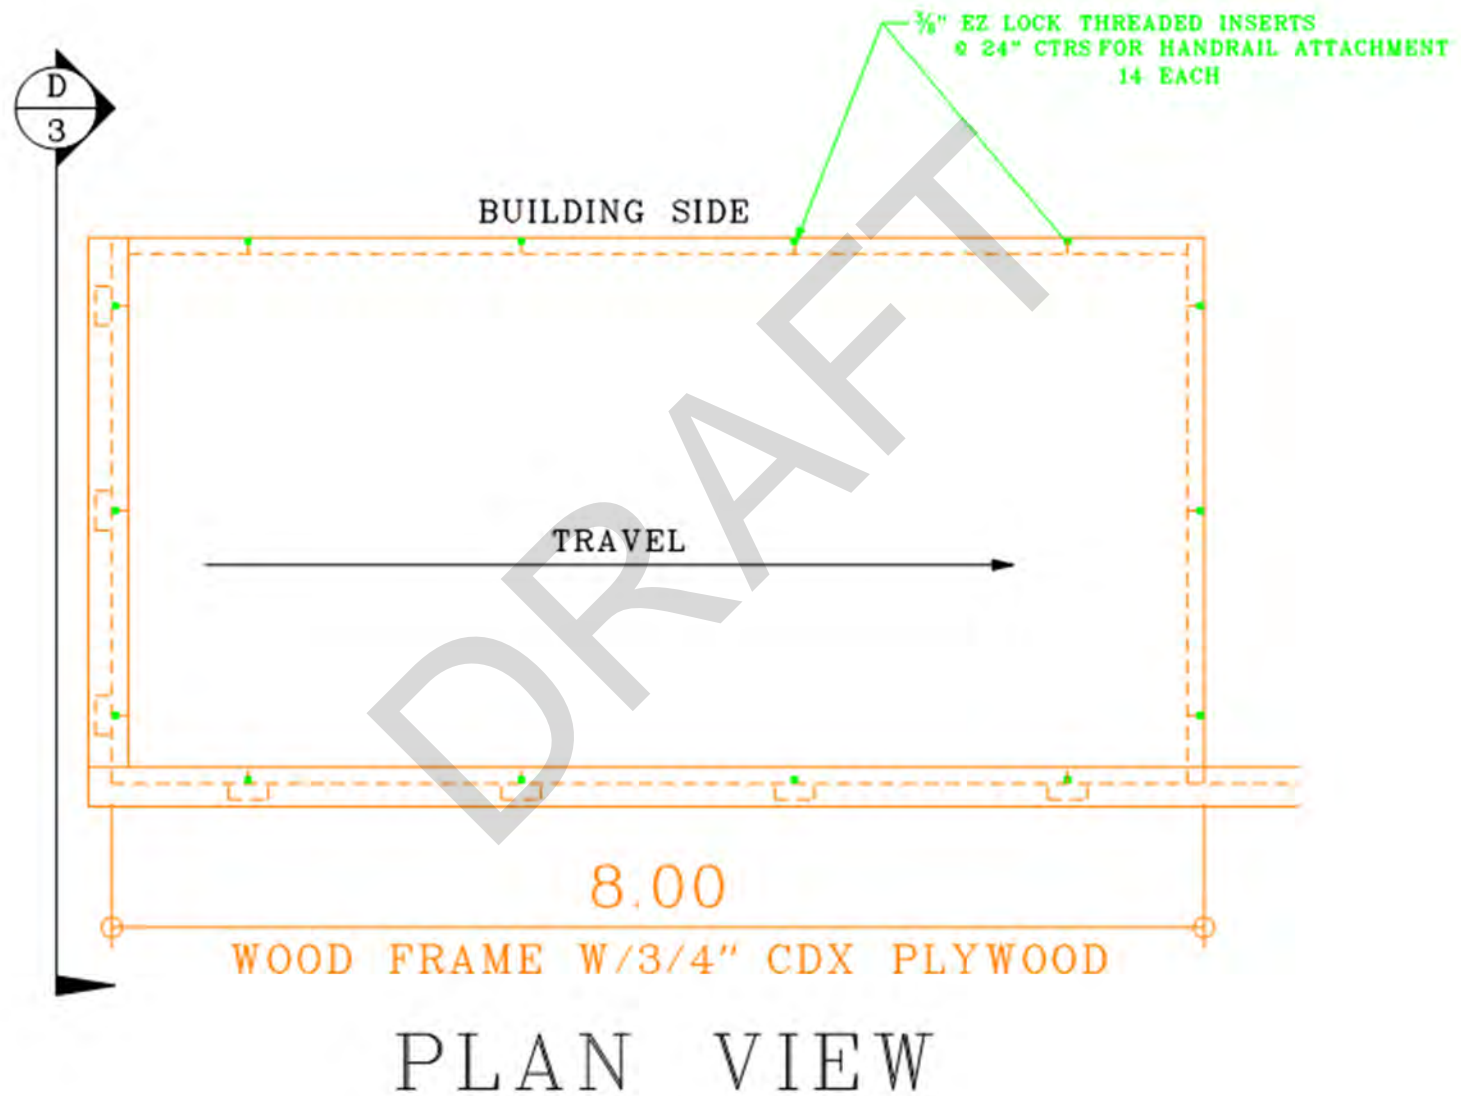 ⅜" EZ LOCK THREADED INSERTS
@ 24" CTRS FOR HANDRAIL ATTACHMENT
14 EACH
D
3
BUILDING SIDE
TRAVEL
DRAFT
8.00
WOOD FRAME W/3/4" CDX PLYWOOD
PLAN VIEW